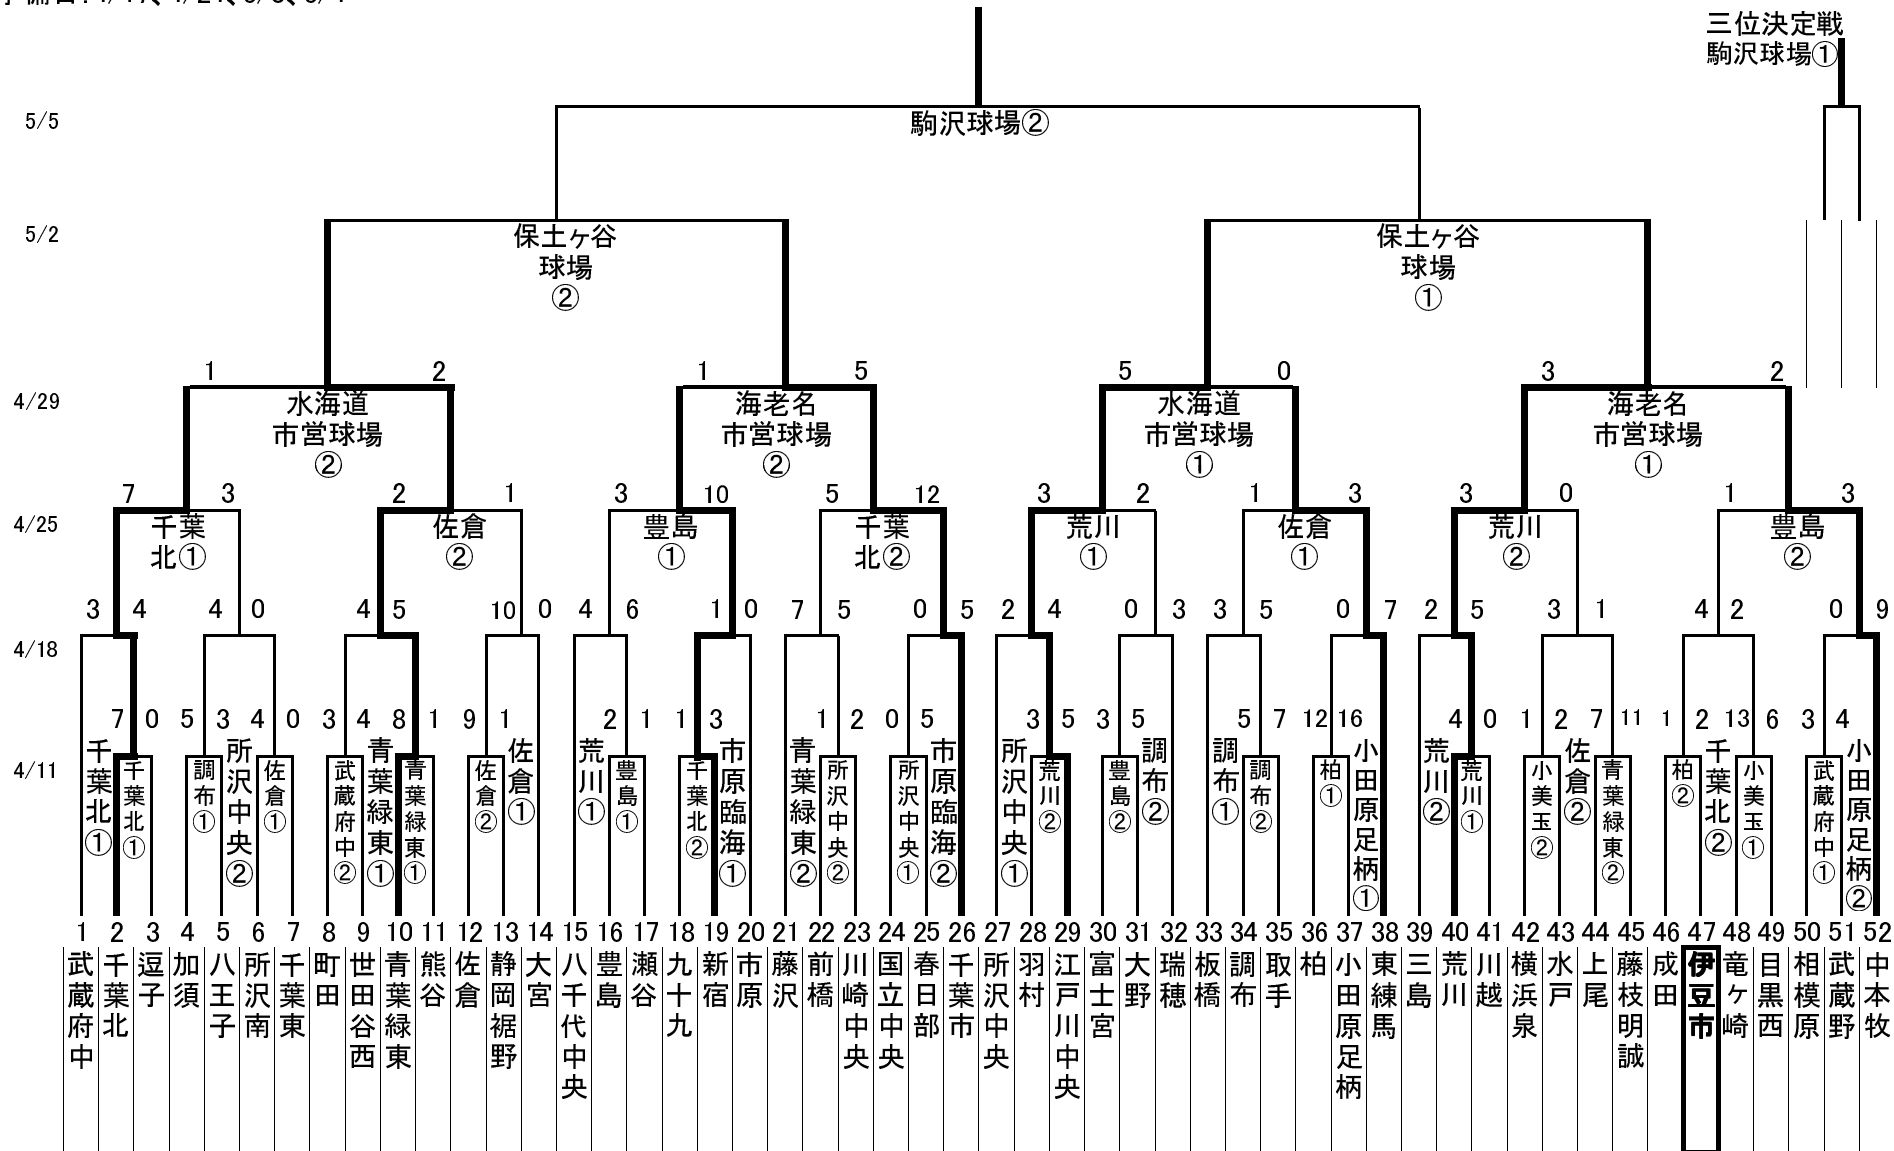 三位決定戦
駒沢球場①
5/5
駒沢球場②
5/2
保土ヶ谷
球場
②
保土ヶ谷
球場
①
1 2 1 5 5 0 3 2
4/29
水海道
市営球場
②
海老名
市営球場
②
水海道
市営球場
①
海老名
市営球場
①
7 3 2 1 3 10 5 12 3 2 1 3 3 0 1 3
4/25
千葉
北①
佐倉
②
豊島
①
千葉
北②
荒川
①
佐倉
①
荒川
②
豊島
②
3 4 4 0 4 5 10 0 4 6 1 0 7 5 0 5 2 4 0 3 3 5 0 7 2 5 3 1 4 2 0 9
4/18
7 0 5 3 4 0 3 4 8 1 9 1 2 1 1 3 1 2 0 5 3 5 3 5 5 7 12 16 4 0 1 2 7 11 1 2 13 6 3 4
4/11
千葉北①
千葉北①
調布①
所沢中央②
佐倉①
武蔵府中②
青葉緑東①
青葉緑東①
佐倉②
佐倉①
荒川①
豊島①
千葉北②
市原臨海①
青葉緑東②
所沢中央②
所沢中央①
市原臨海②
所沢中央①
荒川②
豊島②
調布②
調布①
調布②
柏①
小田原足柄①
荒川②
荒川①
小美玉②
佐倉②
青葉緑東②
柏②
千葉北②
小美玉①
武蔵府中①
小田原足柄②
1 2 3 4 5 6 7 8 9 10 11 12 13 14 15 16 17 18 19 20 21 22 23 24 25 26 27 28 29 30 31 32 33 34 35 36 37 38 39 40 41 42 43 44 45 46 47 48 49 50 51 52
武蔵府中
千葉北
逗子
加須
八王子
所沢南
千葉東
町田
世田谷西
青葉緑東
熊谷
佐倉
静岡裾野
大宮
八千代中央
豊島
瀬谷
九十九
新宿
市原
藤沢
前橋
川崎中央
国立中央
春日部
千葉市
所沢中央
羽村
江戸川中央
富士宮
大野
瑞穂
板橋
調布
取手
柏
小田原足柄
東練馬
三島
荒川
川越
横浜泉
水戸
上尾
藤枝明誠
成田
伊豆市
竜ヶ崎
目黒西
相模原
武蔵野
中本牧